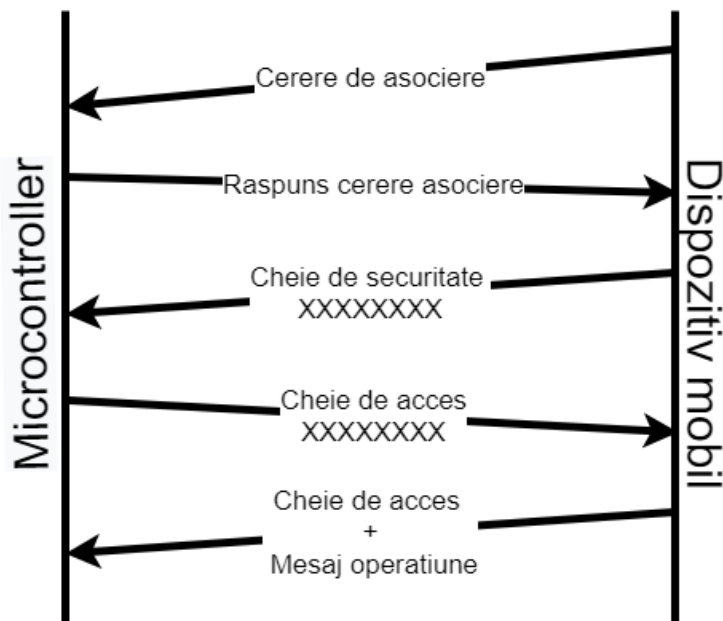 Cerere de asociere
Raspuns cerere asociere
Cheie de securitate
XXXXXXXX
Cheie de acces
XXXXXXXX
Cheie de acces
+
Mesaj operatiune
Microcontroller
Dispozitiv mobil